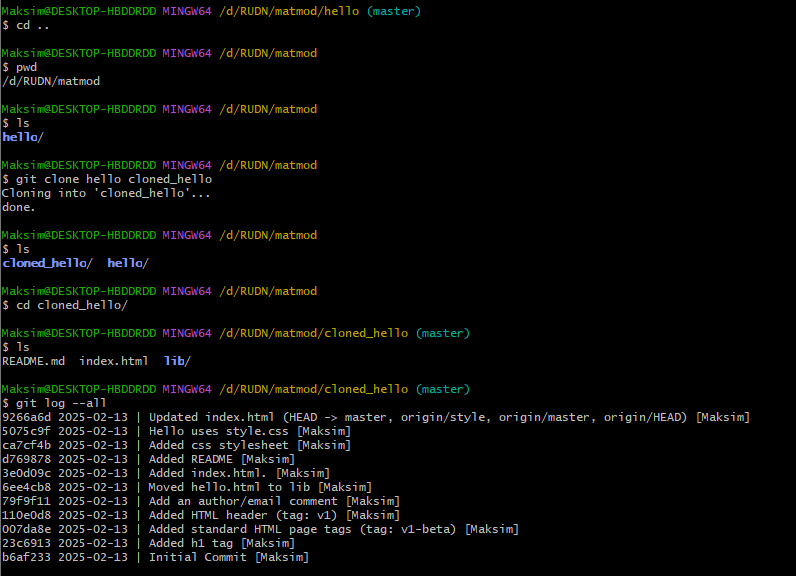 Maksim@DESKTOP-HBDDRDD MINGW64 /d/RUDN/matmod/hello (master)
$ cd ..
Maksim@DESKTOP-HBDDRDD MINGW64 /d/RUDN/matmod
$ pwd
/d/RUDN/matmod
Maksim@DESKTOP-HBDDRDD MINGW64 /d/RUDN/matmod
$ ls
hello/
Maksim@DESKTOP-HBDDRDD MINGW64 /d/RUDN/matmod
$ git clone hello cloned_hello
Cloning into 'cloned_hello'...
done.
Maksim@DESKTOP-HBDDRDD MINGW64 /d/RUDN/matmod
$ ls
cloned_hello/  hello/
Maksim@DESKTOP-HBDDRDD MINGW64 /d/RUDN/matmod
$ cd cloned_hello/
Maksim@DESKTOP-HBDDRDD MINGW64 /d/RUDN/matmod/cloned_hello (master)
$ ls
README.md  index.html  lib/
Maksim@DESKTOP-HBDDRDD MINGW64 /d/RUDN/matmod/cloned_hello (master)
$ git log --all
9266a6d 2025-02-13 | Updated index.html (HEAD -> master, origin/style, origin/master, origin/HEAD) [Maksim]
5075c9f 2025-02-13 | Hello uses style.css [Maksim]
ca7cf4b 2025-02-13 | Added css stylesheet [Maksim]
d769878 2025-02-13 | Added README [Maksim]
3e0d09c 2025-02-13 | Added index.html. [Maksim]
6ee4cb8 2025-02-13 | Moved hello.html to lib [Maksim]
79f9f11 2025-02-13 | Add an author/email comment [Maksim]
110e0d8 2025-02-13 | Added HTML header (tag: v1) [Maksim]
007da8e 2025-02-13 | Added standard HTML page tags (tag: v1-beta) [Maksim]
23c6913 2025-02-13 | Added h1 tag [Maksim]
b6af233 2025-02-13 | Initial Commit [Maksim]